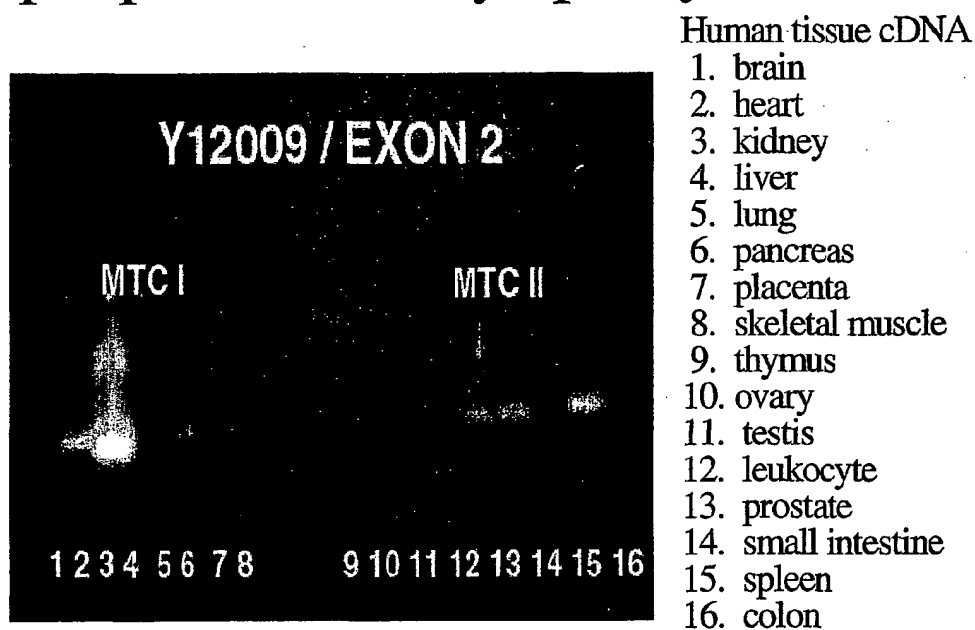 Y12009 / EXON 2
MTC I MTC II
1 2 3 4 5 6 7 8 9 10 11 12 13 14 15 16
Human tissue cDNA
1. brain
2. heart
3. kidney
4. liver
5. lung
6. pancreas
7. placenta
8. skeletal muscle
9. thymus
10. ovary
11. testis
12. leukocyte
13. prostate
14. small intestine
15. spleen
16. colon